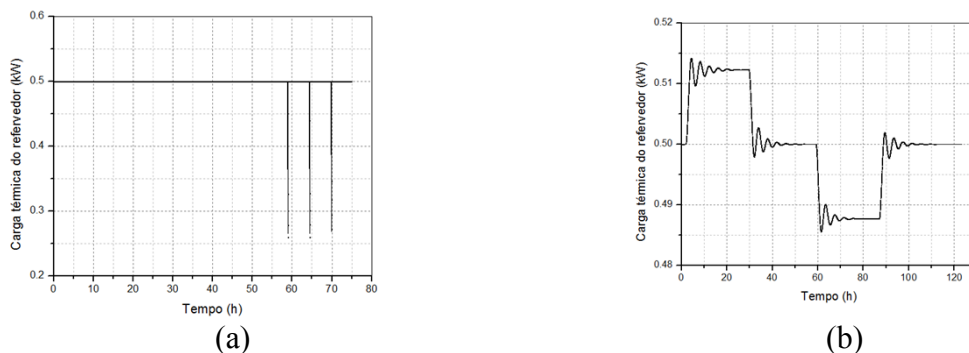 0.6
0.5
0.4
0.3
0.2
Carga térmica do refervedor (kW)
0 10 20 30 40 50 60 70 80
Tempo (h)
(a)
0.52
0.51
0.50
0.49
0.48
Carga térmica do refervedor (kW)
0 20 40 60 80 100 120
Tempo (h)
(b)